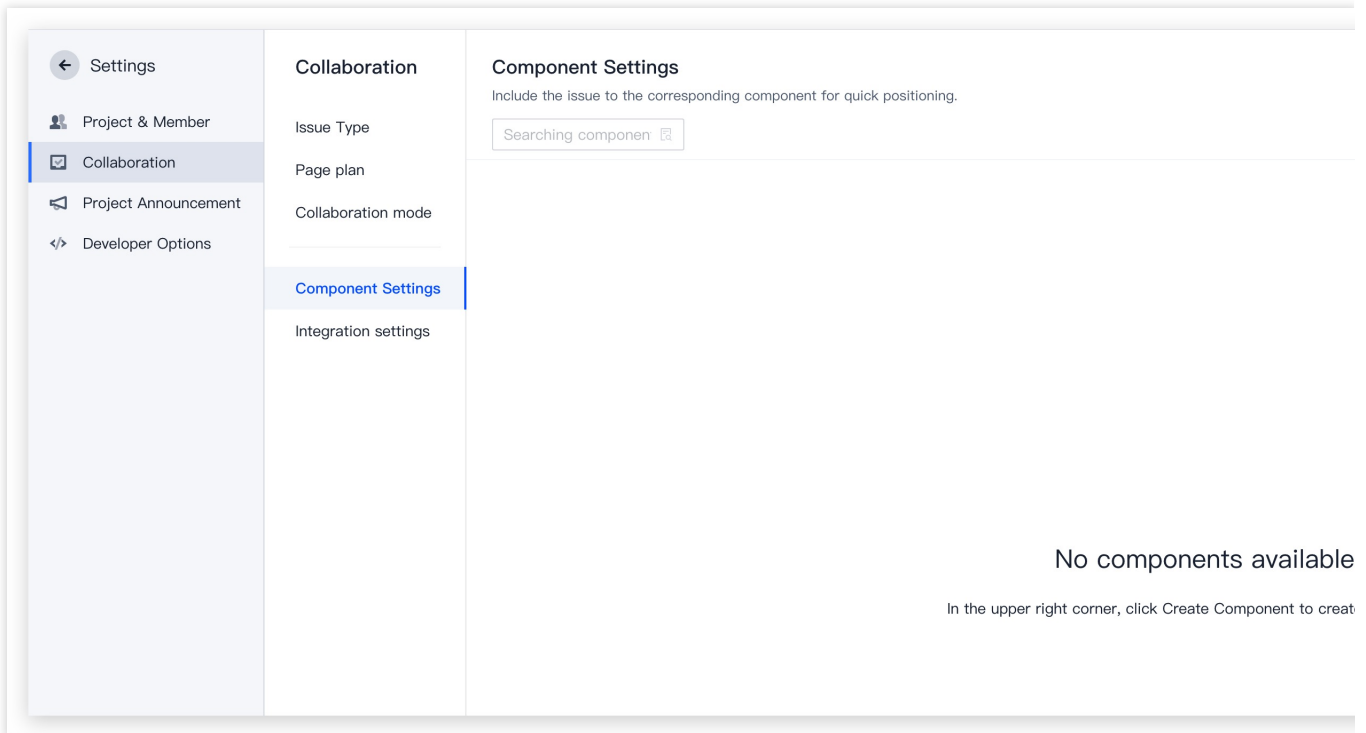 Settings
Project & Member
Collaboration
Project Announcement
Developer Options
Collaboration
Issue Type
Page plan
Collaboration mode
Component Settings
Integration settings
Component Settings
Include the issue to the corresponding component for quick positioning.
Searching componen
No components available
In the upper right corner, click Create Component to creat